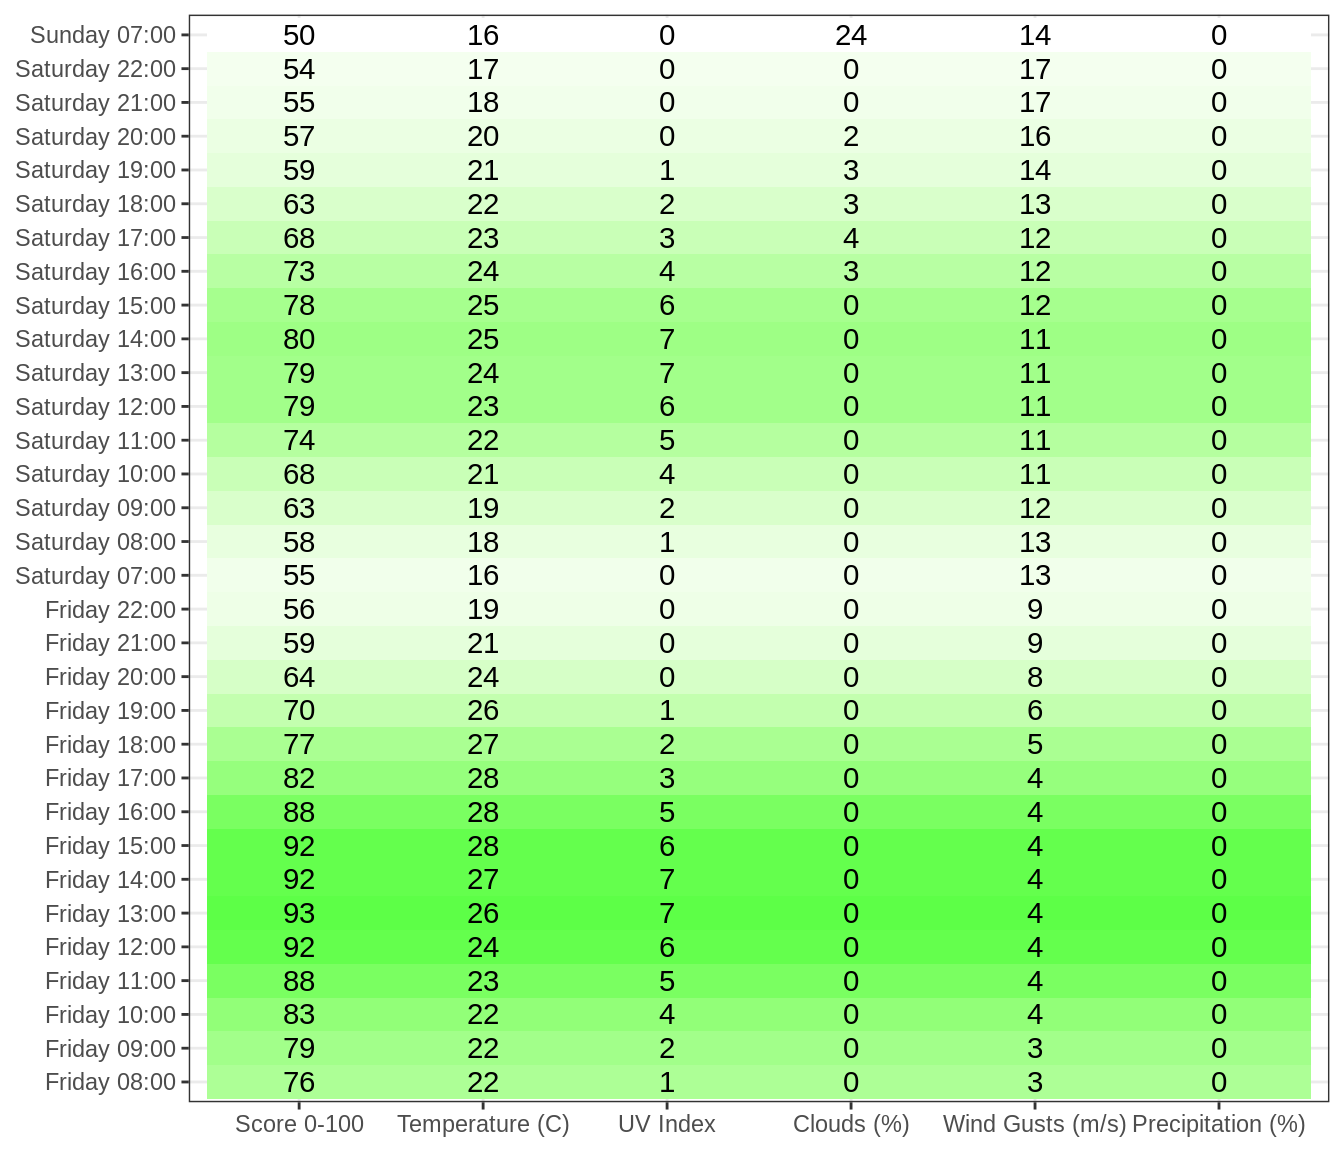 Sunday 07:00 50 16 0 24 14 0
Saturday 22:00 54 17 0 0 17 0
Saturday 21:00 55 18 0 0 17 0
Saturday 20:00 57 20 0 2 16 0
Saturday 19:00 59 21 1 3 14 0
Saturday 18:00 63 22 2 3 13 0
Saturday 17:00 68 23 3 4 12 0
Saturday 16:00 73 24 4 3 12 0
Saturday 15:00 78 25 6 0 12 0
Saturday 14:00 80 25 7 0 11 0
Saturday 13:00 79 24 7 0 11 0
Saturday 12:00 79 23 6 0 11 0
Saturday 11:00 74 22 5 0 11 0
Saturday 10:00 68 21 4 0 11 0
Saturday 09:00 63 19 2 0 12 0
Saturday 08:00 58 18 1 0 13 0
Saturday 07:00 55 16 0 0 13 0
Friday 22:00 56 19 0 0 9 0
Friday 21:00 59 21 0 0 9 0
Friday 20:00 64 24 0 0 8 0
Friday 19:00 70 26 1 0 6 0
Friday 18:00 77 27 2 0 5 0
Friday 17:00 82 28 3 0 4 0
Friday 16:00 88 28 5 0 4 0
Friday 15:00 92 28 6 0 4 0
Friday 14:00 92 27 7 0 4 0
Friday 13:00 93 26 7 0 4 0
Friday 12:00 92 24 6 0 4 0
Friday 11:00 88 23 5 0 4 0
Friday 10:00 83 22 4 0 4 0
Friday 09:00 79 22 2 0 3 0
Friday 08:00 76 22 1 0 3 0
Score 0-100 Temperature (C) UV Index Clouds (%) Wind Gusts (m/s) Precipitation (%)